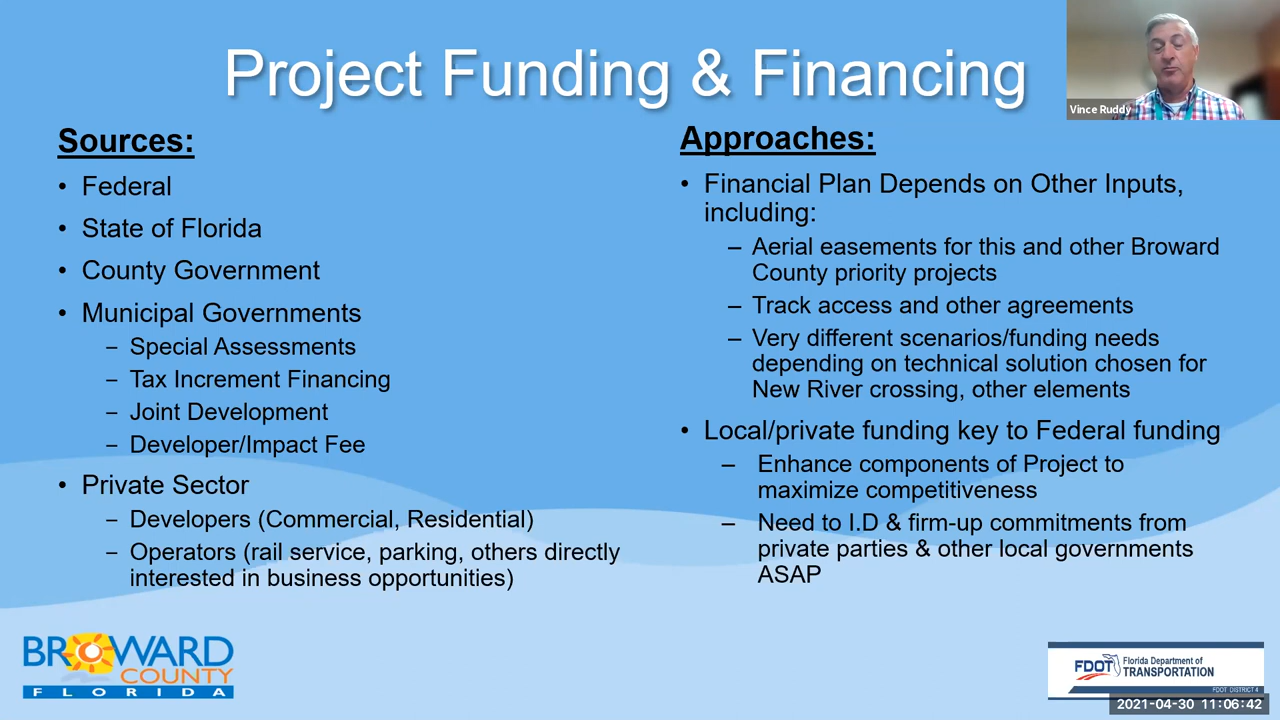 Project Funding & Financing
Vince Ruddy
Sources:
• Federal
• State of Florida
• County Government
• Municipal Governments
– Special Assessments
– Tax Increment Financing
– Joint Development
– Developer/Impact Fee
• Private Sector
– Developers (Commercial, Residential)
– Operators (rail service, parking, others directly
interested in business opportunities)
Approaches:
• Financial Plan Depends on Other Inputs,
including:
– Aerial easements for this and other Broward
County priority projects
– Track access and other agreements
– Very different scenarios/funding needs
depending on technical solution chosen for
New River crossing, other elements
• Local/private funding key to Federal funding
– Enhance components of Project to
maximize competitiveness
– Need to I.D & firm-up commitments from
private parties & other local governments
ASAP
BROWARD
COUNTY
FLORIDA
FDOT
Florida Department of
TRANSPORTATION
FDOT DISTRICT 4
2021-04-30 11:06:42